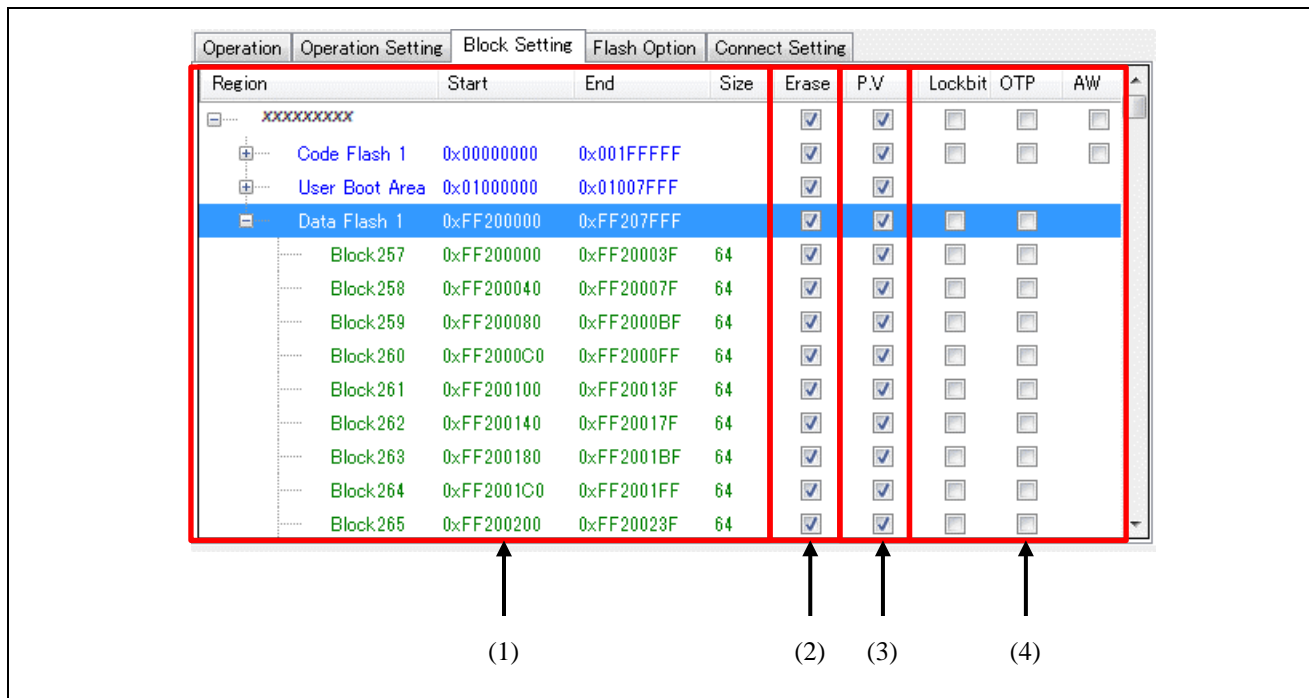 Operation Operation Setting Block Setting Flash Option Connect Setting
Region Start End Size Erase P.V Lockbit OTP AW
xxxxxxxxx
Code Flash 1 0x00000000 0x001FFFFF
User Boot Area 0x01000000 0x01007FFF
Data Flash 1 0xFF200000 0xFF207FFF
Block257 0xFF200000 0xFF20003F 64
Block258 0xFF200040 0xFF20007F 64
Block259 0xFF200080 0xFF2000BF 64
Block260 0xFF2000C0 0xFF2000FF 64
Block261 0xFF200100 0xFF20013F 64
Block262 0xFF200140 0xFF20017F 64
Block263 0xFF200180 0xFF2001BF 64
Block264 0xFF2001C0 0xFF2001FF 64
Block265 0xFF200200 0xFF20023F 64
(1) (2) (3) (4)